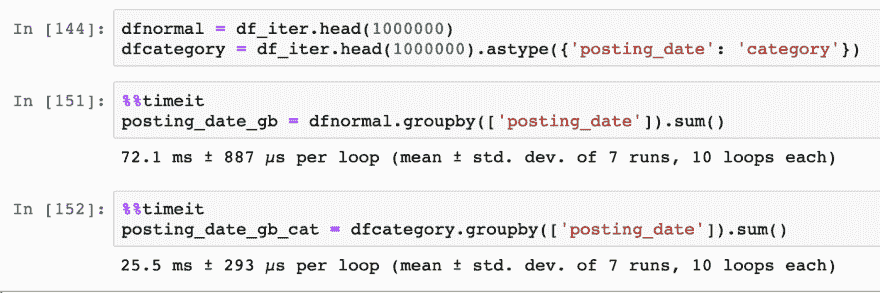 In [144]: dfnormal = df_iter.head(1000000)
dfcategory = df_iter.head(1000000).astype({'posting_date': 'category'})
In [151]: %%timeit
posting_date_gb = dfnormal.groupby(['posting_date']).sum()
72.1 ms ± 887 µs per loop (mean ± std. dev. of 7 runs, 10 loops each)
In [152]: %%timeit
posting_date_gb_cat = dfcategory.groupby(['posting_date']).sum()
25.5 ms ± 293 µs per loop (mean ± std. dev. of 7 runs, 10 loops each)